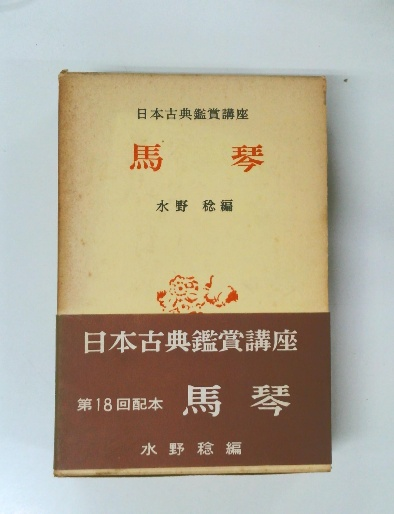 日本古典鑑賞講座
馬琴
水野 稔編
日本古典鑑賞講座
第18回配本 馬琴
水野稔編